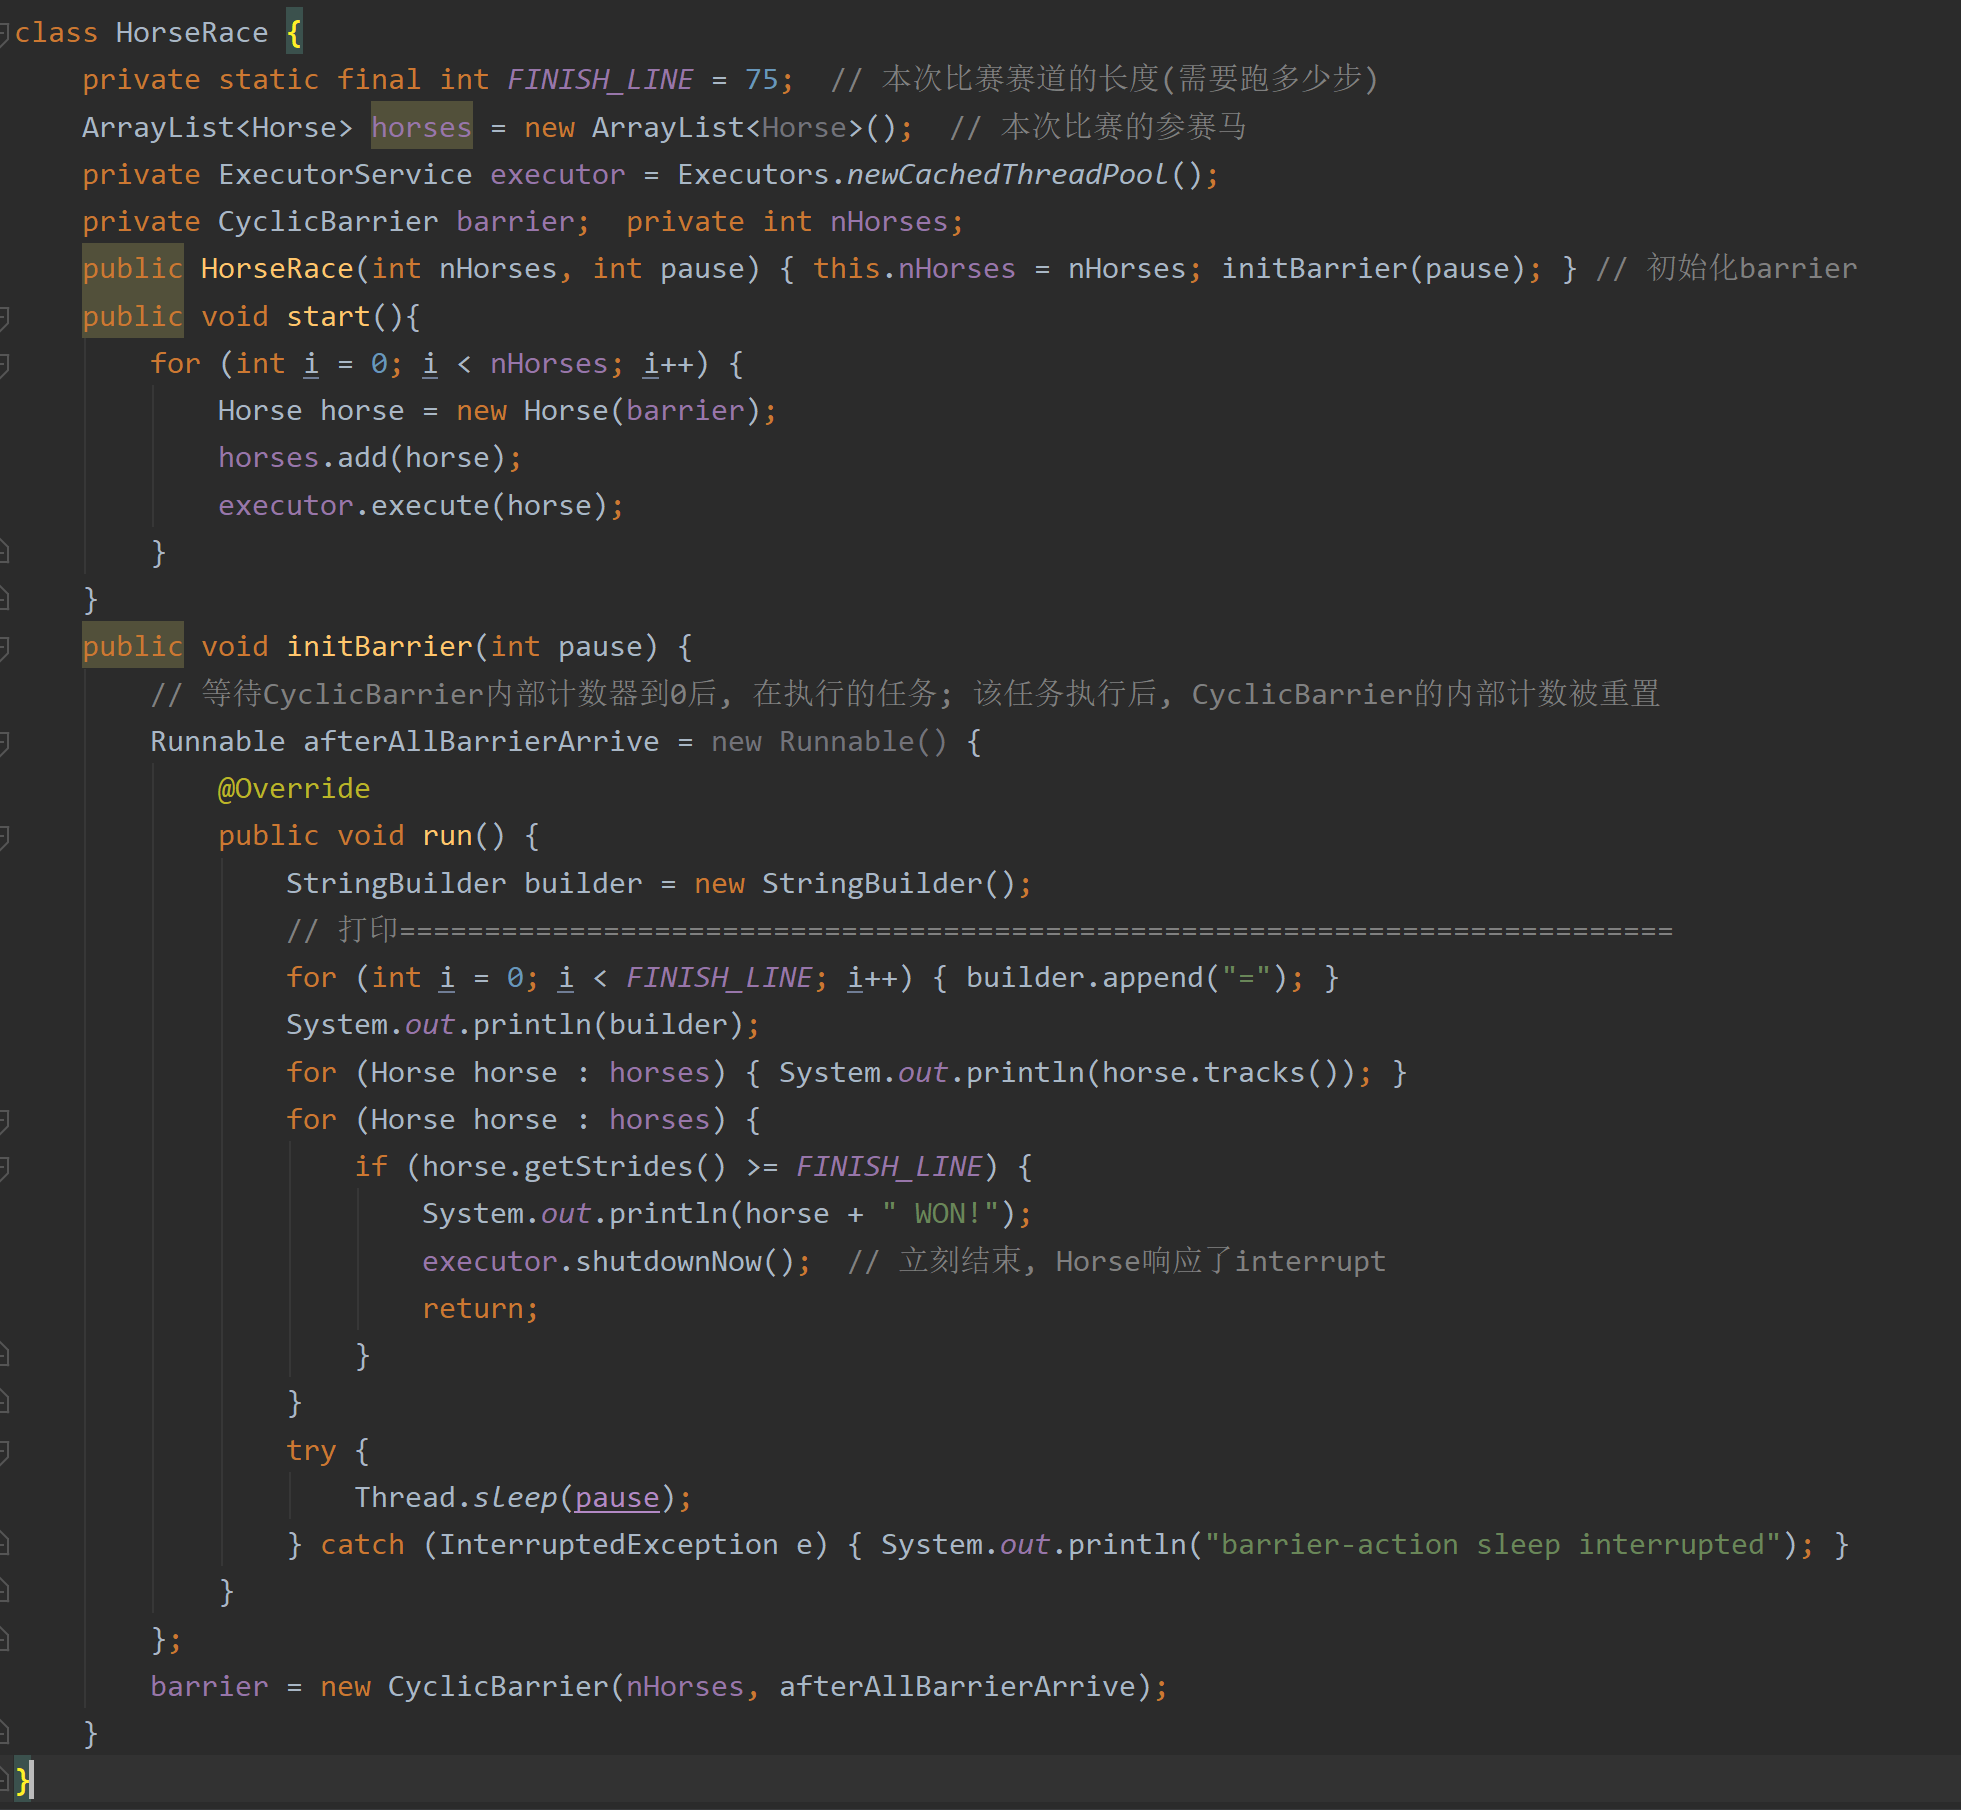 class HorseRace {
    private static final int FINISH_LINE = 75;  // 本次比赛赛道的长度(需要跑多少步)
    ArrayList<Horse> horses = new ArrayList<Horse>();  // 本次比赛的参赛马
    private ExecutorService executor = Executors.newCachedThreadPool();
    private CyclicBarrier barrier;  private int nHorses;
    public HorseRace(int nHorses, int pause) { this.nHorses = nHorses; initBarrier(pause); } // 初始化barrier
    public void start(){
        for (int i = 0; i < nHorses; i++) {
            Horse horse = new Horse(barrier);
            horses.add(horse);
            executor.execute(horse);
        }
    }
    public void initBarrier(int pause) {
        // 等待CyclicBarrier内部计数器到0后, 在执行的任务; 该任务执行后, CyclicBarrier的内部计数被重置
        Runnable afterAllBarrierArrive = new Runnable() {
            @Override
            public void run() {
                StringBuilder builder = new StringBuilder();
                // 打印===========================================================================
                for (int i = 0; i < FINISH_LINE; i++) { builder.append("="); }
                System.out.println(builder);
                for (Horse horse : horses) { System.out.println(horse.tracks()); }
                for (Horse horse : horses) {
                    if (horse.getStrides() >= FINISH_LINE) {
                        System.out.println(horse + " WON!");
                        executor.shutdownNow();  // 立刻结束, Horse响应了interrupt
                        return;
                    }
                }
                try {
                    Thread.sleep(pause);
                } catch (InterruptedException e) { System.out.println("barrier-action sleep interrupted"); }
            }
        };
        barrier = new CyclicBarrier(nHorses, afterAllBarrierArrive);
    }
}